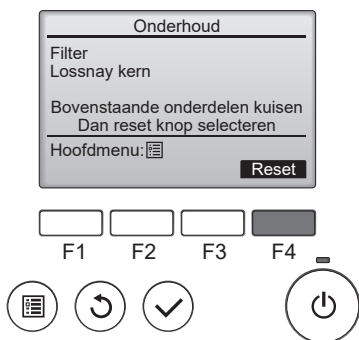 Onderhoud
Filter
Lossnay kern
Bovenstaande onderdelen kuisen
Dan reset knop selecteren
Hoofdmenu:
Reset
F1 F2 F3 F4